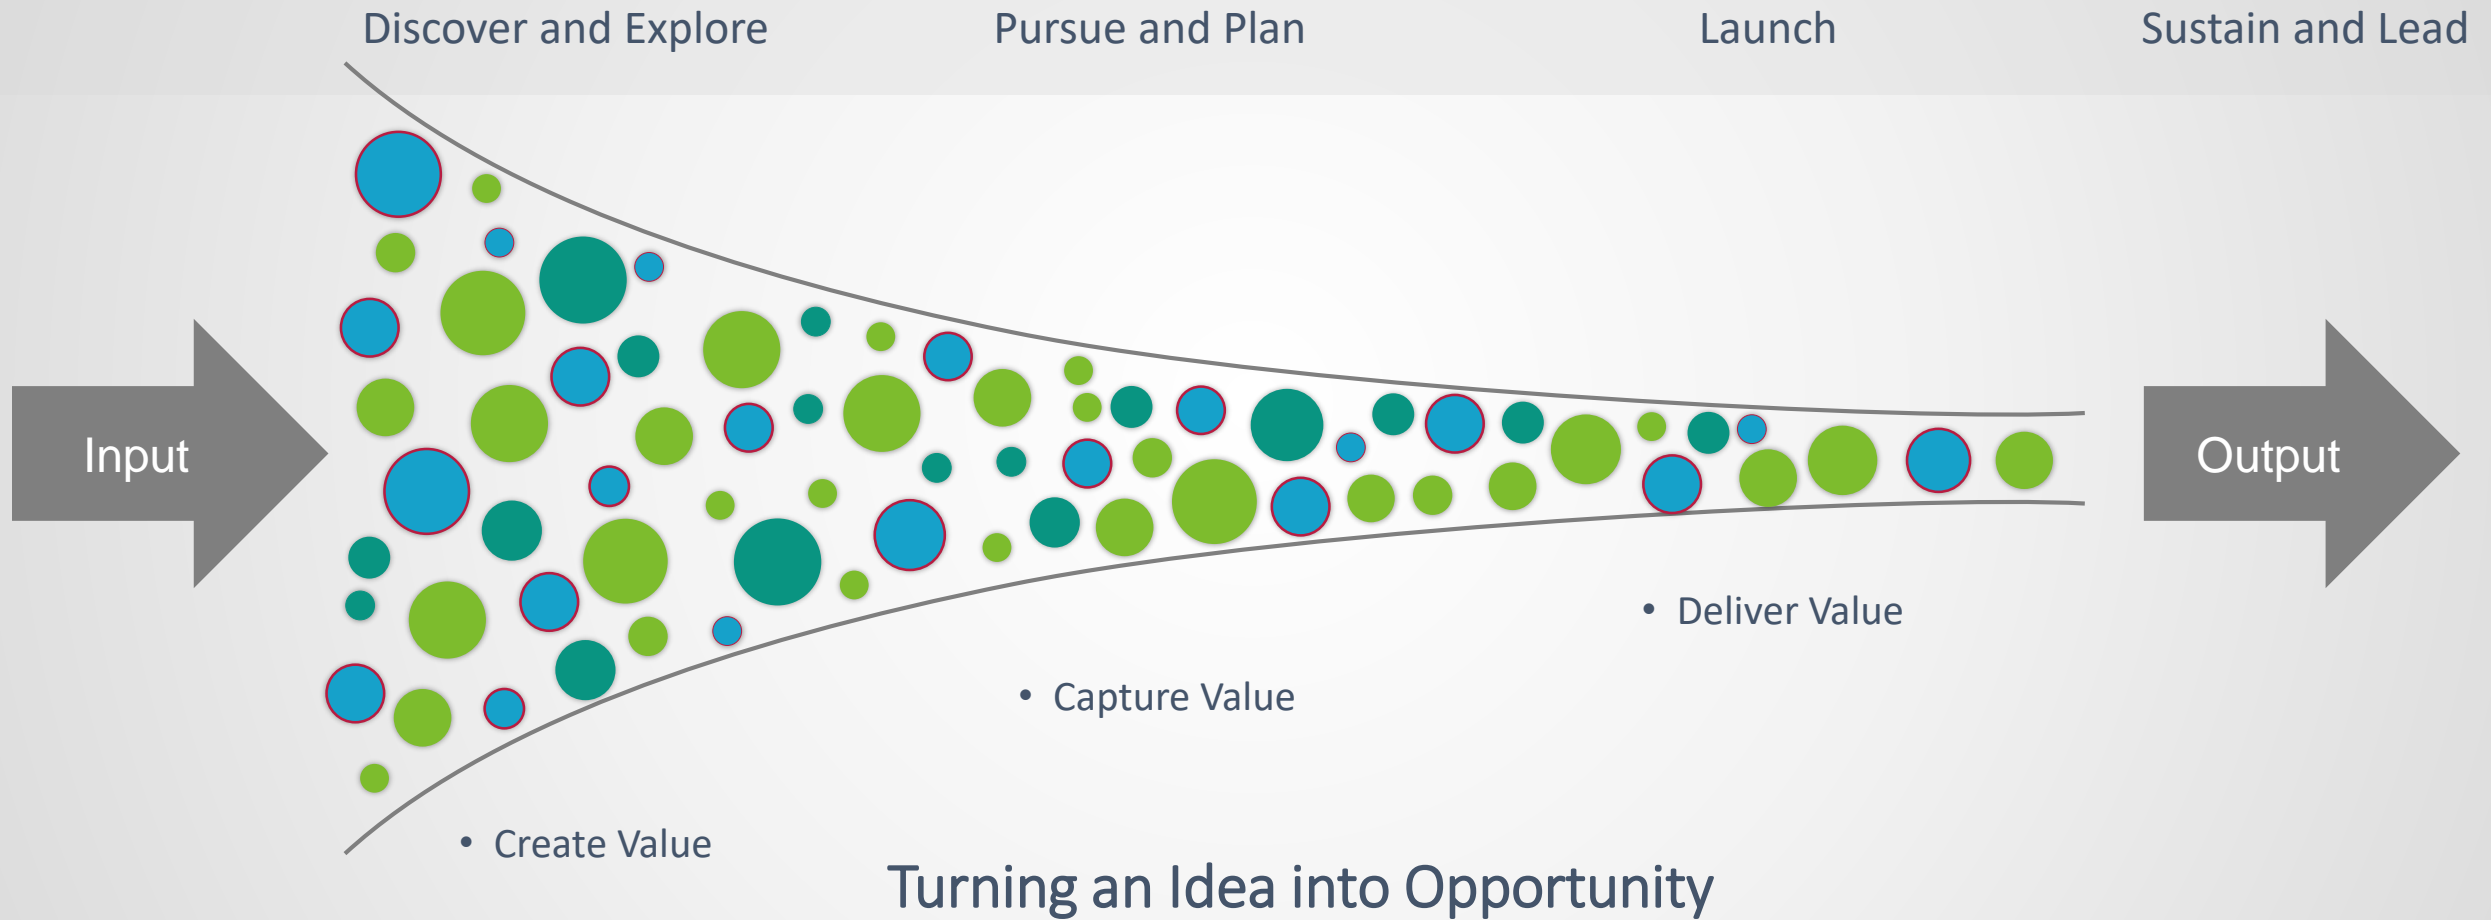 Discover and Explore
Pursue and Plan
Launch
Sustain and Lead
Input
Output
• Deliver Value
• Capture Value
• Create Value
Turning an Idea into Opportunity